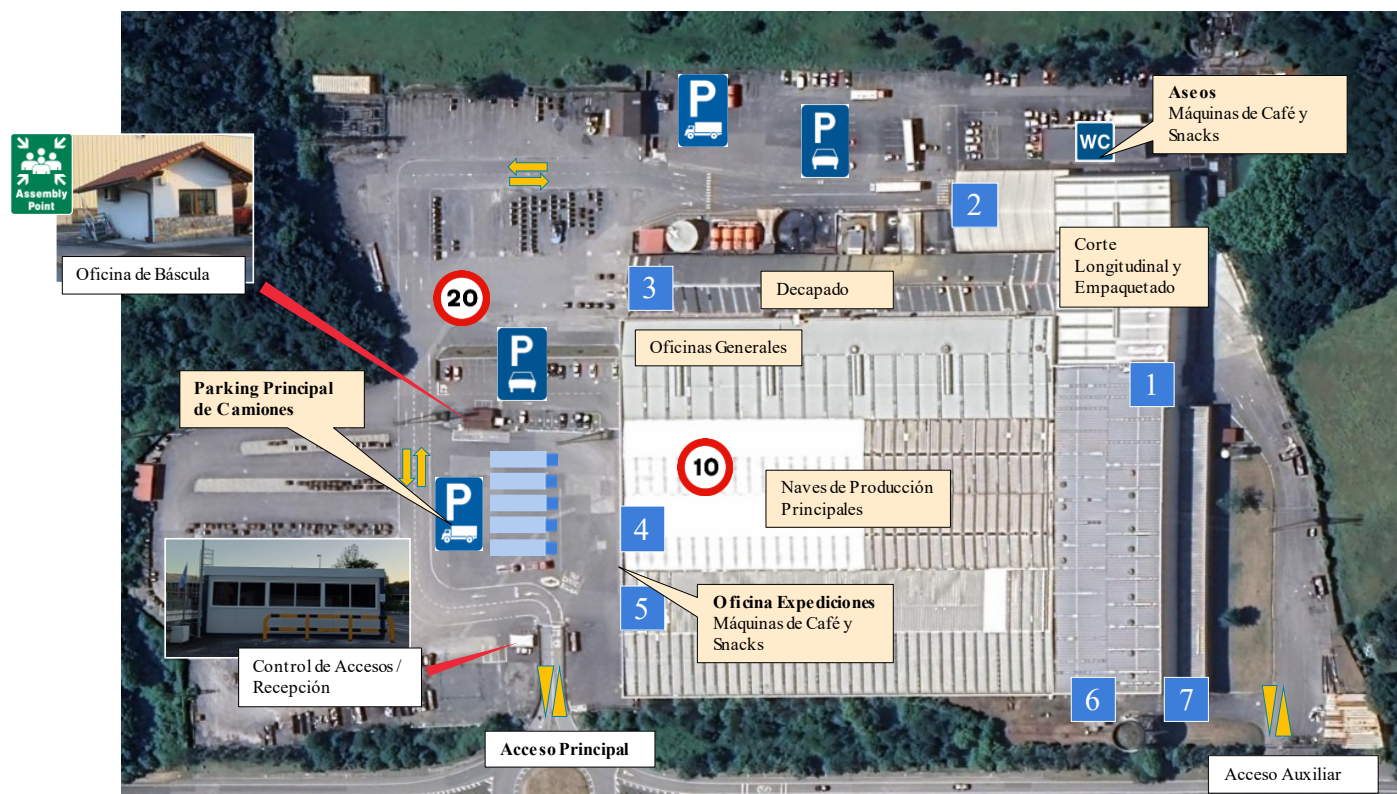 Aseos
Máquinas de Café y
Snacks
P
P
WC
Assembly
Point
2
Corte
Longitudinal y
Empaquetado
Oficina de Báscula
3
Decapado
20
Oficinas Generales
P
1
Parking Principal
de Camiones
10
Naves de Producción
Principales
P
4
Oficina Expediciones
Máquinas de Café y
Snacks
5
Control de Accesos /
Recepción
6
7
Acceso Principal
Acceso Auxiliar